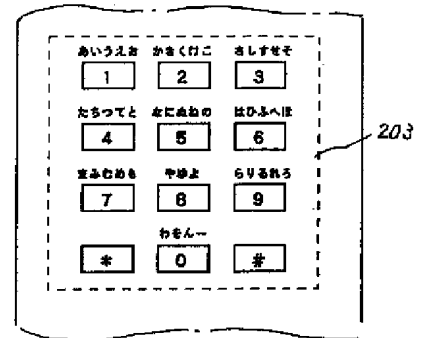 あいうえお かきくけこ さしすせそ
1 2 3
たちつてと なにぬねの はひふへほ
4 5 6
まみむめも やゆよ らりるれろ
7 8 9
わをんー
* 0 #
203